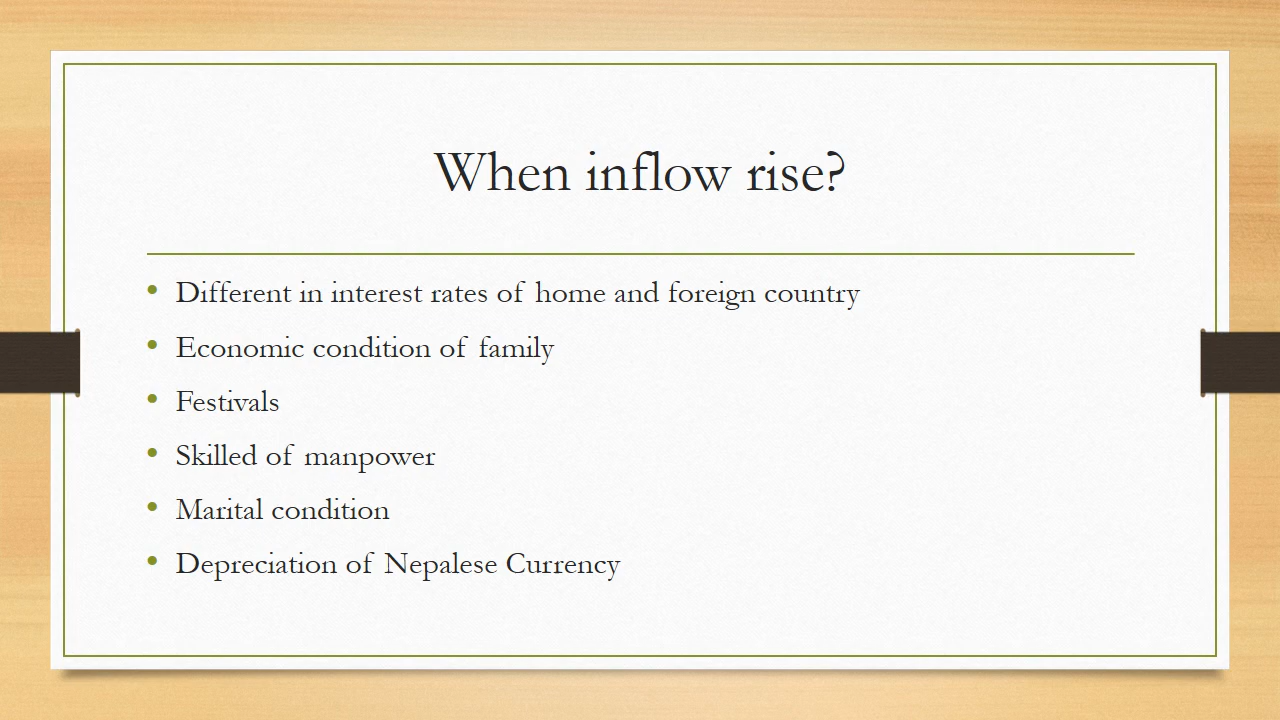 When inflow rise?
• Different in interest rates of home and foreign country
• Economic condition of family
• Festivals
• Skilled of manpower
• Marital condition
• Depreciation of Nepalese Currency